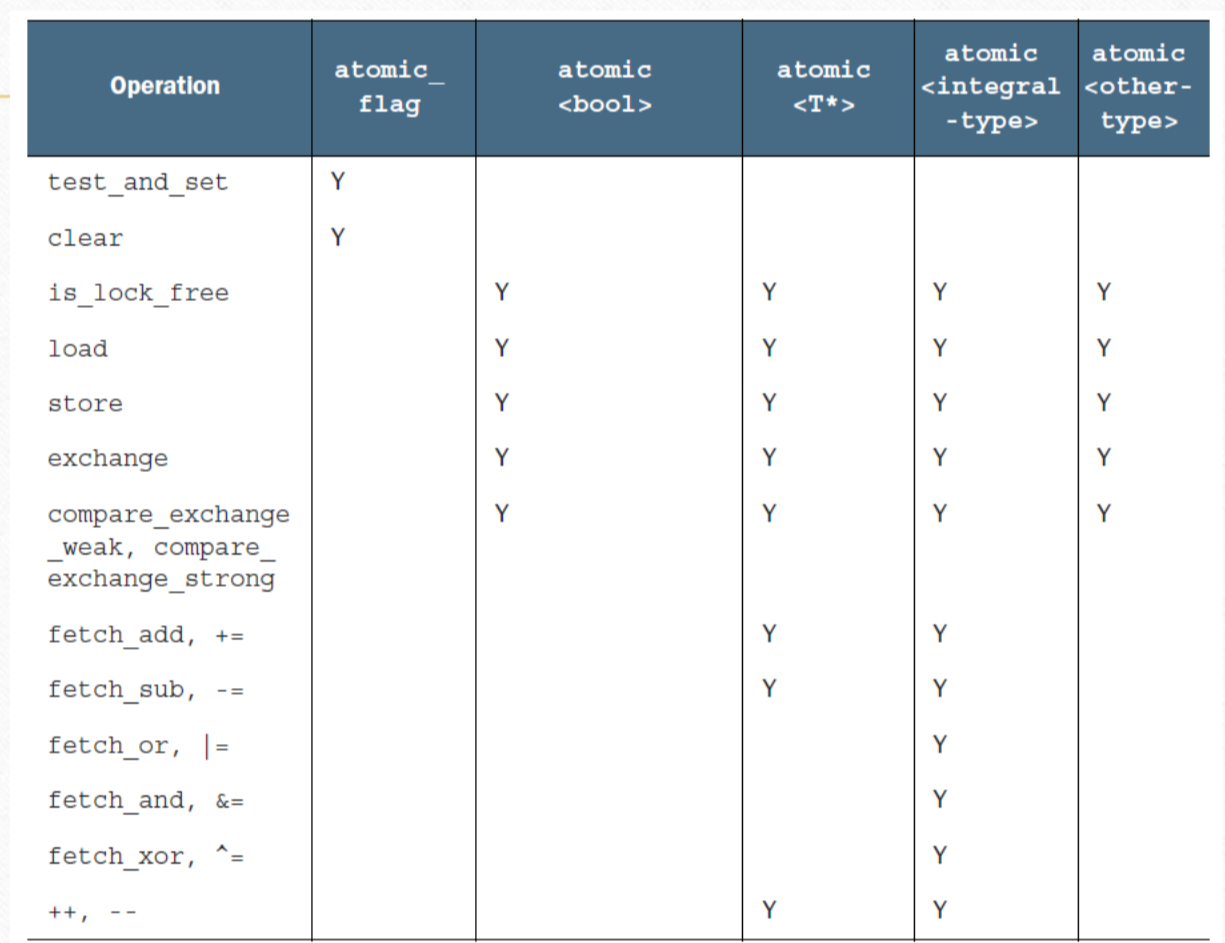 Operation atomic_ flag atomic <bool> atomic <T*> atomic <integral -type> atomic <other- type>
test_and_set Y
clear Y
is_lock_free Y Y Y Y
load Y Y Y Y
store Y Y Y Y
exchange Y Y Y Y
compare_exchange Y Y Y Y
_weak, compare_
exchange_strong
fetch_add, += Y Y
fetch_sub, -= Y Y
fetch_or, |= Y
fetch_and, &= Y
fetch_xor, ^= Y
++, -- Y Y